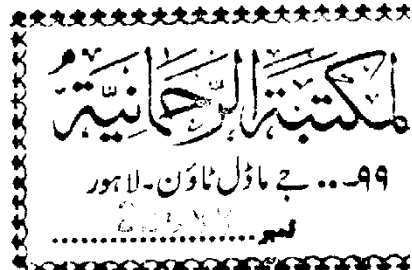 المكتبة الرحمانية
۹۹۔۔۔ جے ماڈل ٹاؤن۔ لاہور
نمبر....................